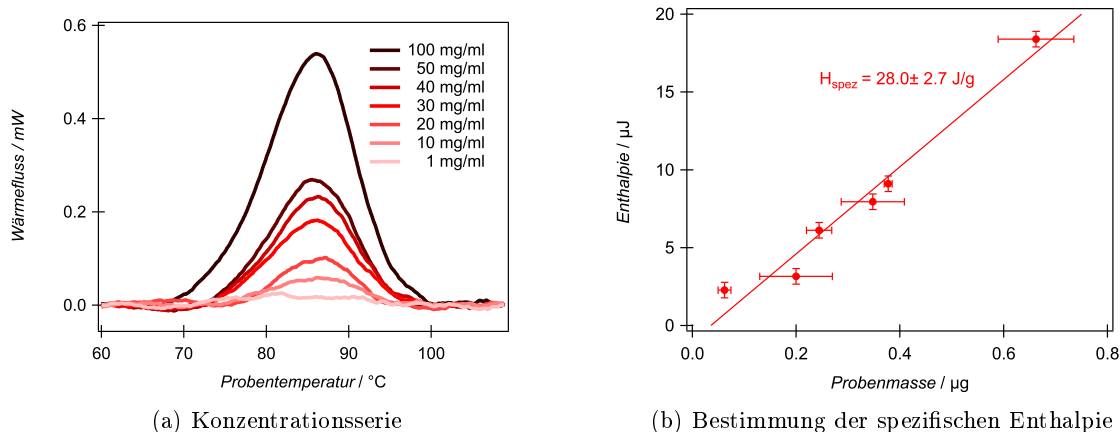 0.6
0.4
0.2
0.0
Wärmefluss / mW
100 mg/ml
50 mg/ml
40 mg/ml
30 mg/ml
20 mg/ml
10 mg/ml
1 mg/ml
60 70 80 90 100
Probentemperatur / °C
(a) Konzentrationsserie
20
15
10
5
0
Enthalpie / µJ
Hspez = 28.0± 2.7 J/g
0.0 0.2 0.4 0.6 0.8
Probenmasse / µg
(b) Bestimmung der spezifischen Enthalpie